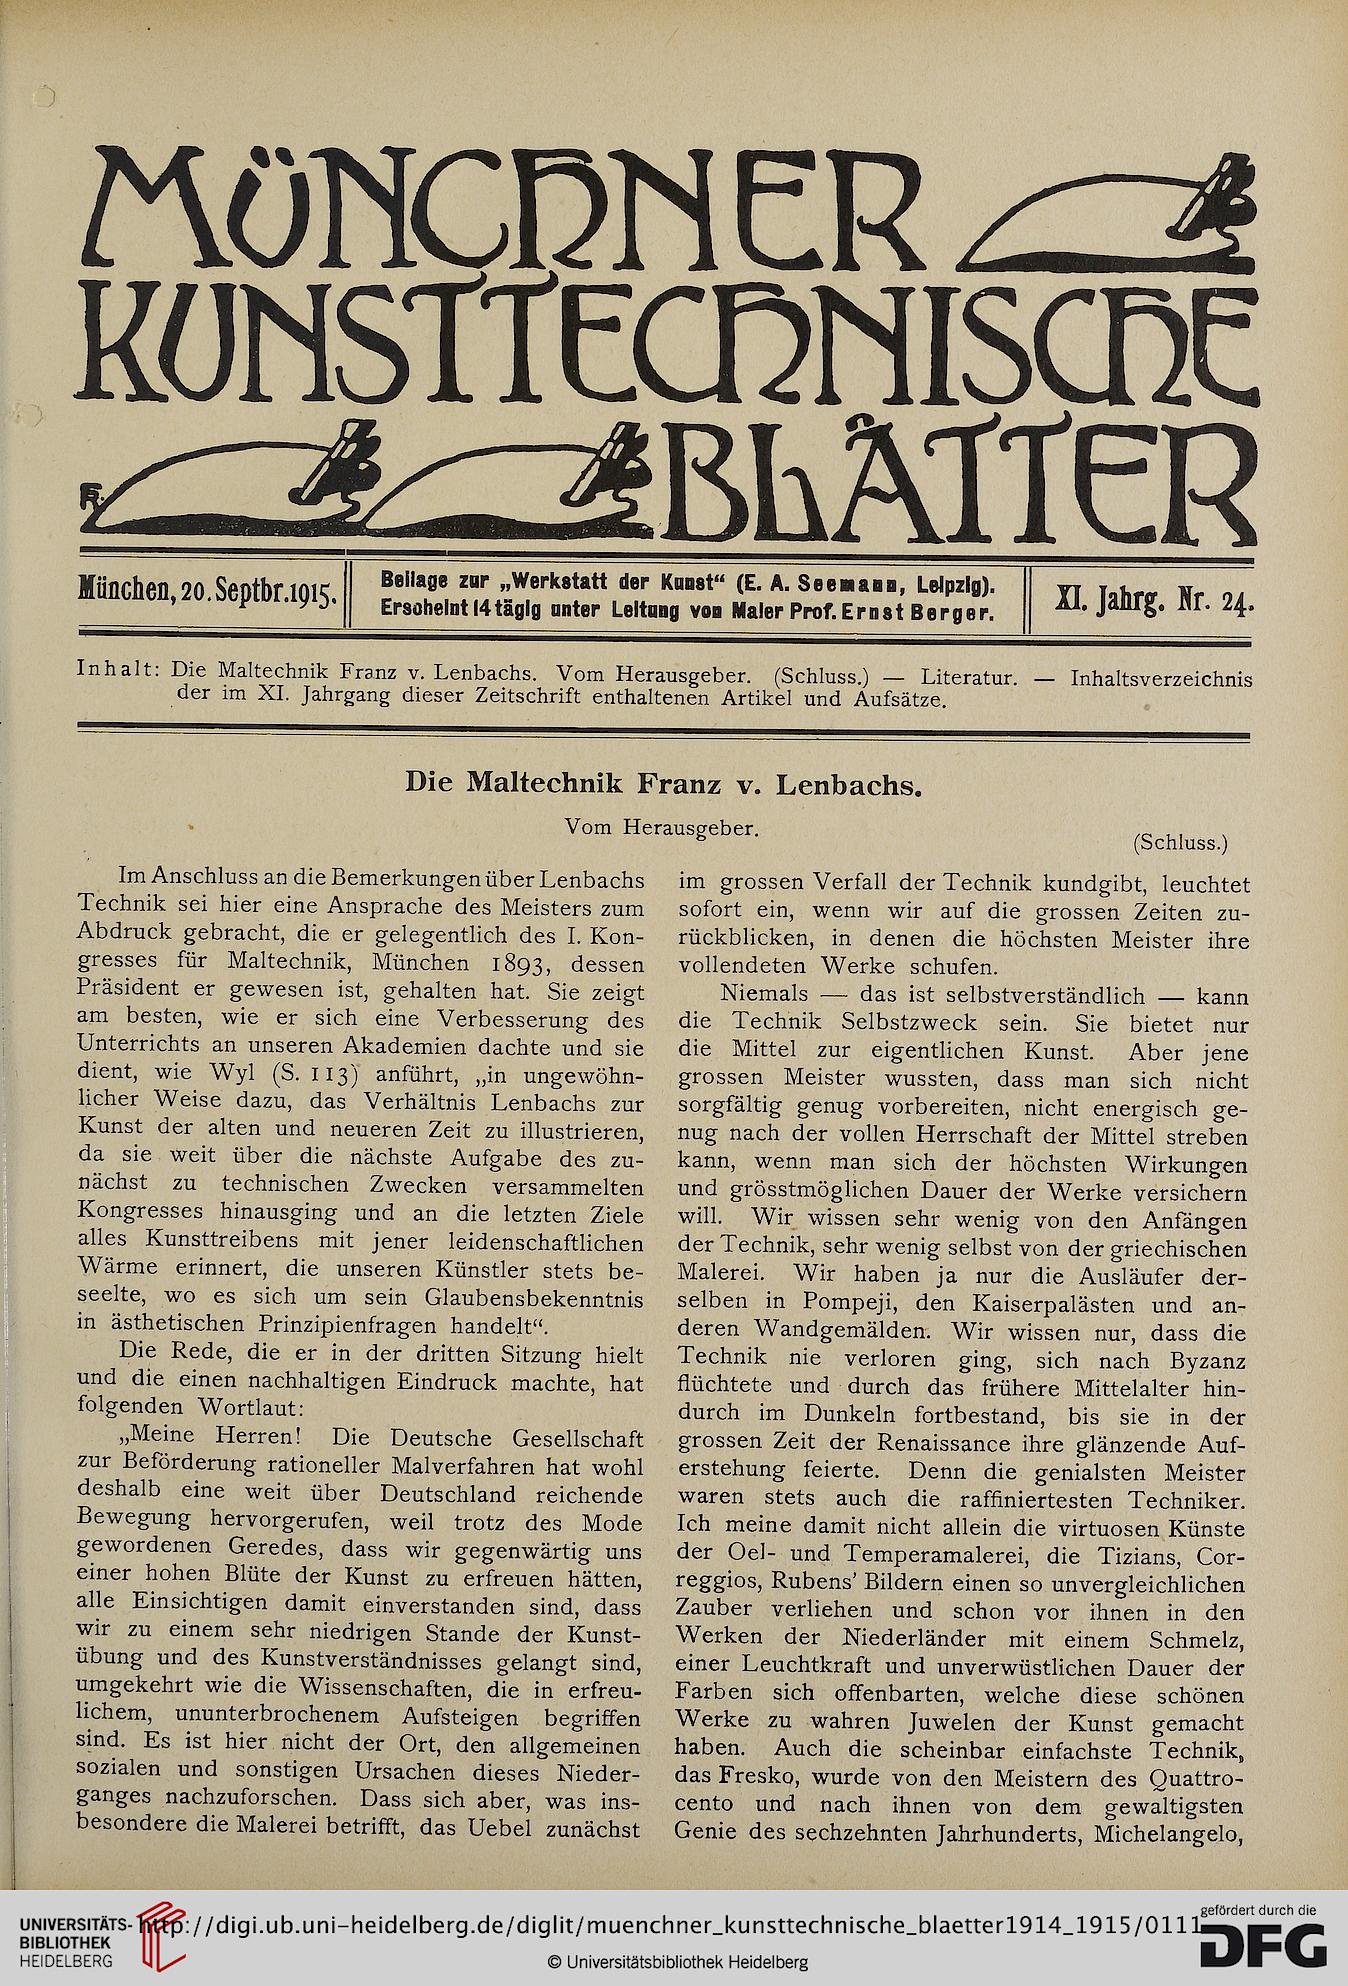 MÜNCHNER
KUNSTTECHNISCHE
BLÄTTER
München, 20. Septbr. 1915.
Beilage zur „Werkstatt der Kunst“ (E. A. Seemann, Leipzig).
Erscheint 14tägig unter Leitung von Maler Prof. Ernst Berger.
XI. Jahrg. Nr. 24.
Inhalt: Die Maltechnik Franz v. Lenbachs. Vom Herausgeber. (Schluss.) — Literatur. — Inhaltsverzeichnis
der im XI. Jahrgang dieser Zeitschrift enthaltenen Artikel und Aufsätze.
Die Maltechnik Franz v. Lenbachs.
Vom Herausgeber.
(Schluss.)
Im Anschluss an die Bemerkungen über Lenbachs
Technik sei hier eine Ansprache des Meisters zum
Abdruck gebracht, die er gelegentlich des I. Kon-
gresses für Maltechnik, München 1893, dessen
Präsident er gewesen ist, gehalten hat. Sie zeigt
am besten, wie er sich eine Verbesserung des
Unterrichts an unseren Akademien dachte und sie
dient, wie Wyl (S. 113) anführt, „in ungewöhn-
licher Weise dazu, das Verhältnis Lenbachs zur
Kunst der alten und neueren Zeit zu illustrieren,
da sie weit über die nächste Aufgabe des zu-
nächst zu technischen Zwecken versammelten
Kongresses hinausging und an die letzten Ziele
alles Kunsttreibens mit jener leidenschaftlichen
Wärme erinnert, die unseren Künstler stets be-
seelte, wo es sich um sein Glaubensbekenntnis
in ästhetischen Prinzipienfragen handelt“.
Die Rede, die er in der dritten Sitzung hielt
und die einen nachhaltigen Eindruck machte, hat
folgenden Wortlaut:
„Meine Herren! Die Deutsche Gesellschaft
zur Beförderung rationeller Malverfahren hat wohl
deshalb eine weit über Deutschland reichende
Bewegung hervorgerufen, weil trotz des Mode
gewordenen Geredes, dass wir gegenwärtig uns
einer hohen Blüte der Kunst zu erfreuen hätten,
alle Einsichtigen damit einverstanden sind, dass
wir zu einem sehr niedrigen Stande der Kunst-
übung und des Kunstverständnisses gelangt sind,
umgekehrt wie die Wissenschaften, die in erfreu-
lichem, ununterbrochenem Aufsteigen begriffen
sind. Es ist hier nicht der Ort, den allgemeinen
sozialen und sonstigen Ursachen dieses Nieder-
ganges nachzuforschen. Dass sich aber, was ins-
besondere die Malerei betrifft, das Uebel zunächst
im grossen Verfall der Technik kundgibt, leuchtet
sofort ein, wenn wir auf die grossen Zeiten zu-
rückblicken, in denen die höchsten Meister ihre
vollendeten Werke schufen.
Niemals — das ist selbstverständlich — kann
die Technik Selbstzweck sein. Sie bietet nur
die Mittel zur eigentlichen Kunst. Aber jene
grossen Meister wussten, dass man sich nicht
sorgfältig genug vorbereiten, nicht energisch ge-
nug nach der vollen Herrschaft der Mittel streben
kann, wenn man sich der höchsten Wirkungen
und grösstmöglichen Dauer der Werke versichern
will. Wir wissen sehr wenig von den Anfängen
der Technik, sehr wenig selbst von der griechischen
Malerei. Wir haben ja nur die Ausläufer der-
selben in Pompeji, den Kaiserpalästen und an-
deren Wandgemälden. Wir wissen nur, dass die
Technik nie verloren ging, sich nach Byzanz
flüchtete und durch das frühere Mittelalter hin-
durch im Dunkeln fortbestand, bis sie in der
grossen Zeit der Renaissance ihre glänzende Auf-
erstehung feierte. Denn die genialsten Meister
waren stets auch die raffiniertesten Techniker.
Ich meine damit nicht allein die virtuosen Künste
der Oel- und Temperamalerei, die Tizians, Cor-
reggios, Rubens' Bildern einen so unvergleichlichen
Zauber verliehen und schon vor ihnen in den
Werken der Niederländer mit einem Schmelz,
einer Leuchtkraft und unverwüstlichen Dauer der
Farben sich offenbarten, welche diese schönen
Werke zu wahren Juwelen der Kunst gemacht
haben. Auch die scheinbar einfachste Technik,
das Fresko, wurde von den Meistern des Quattro-
cento und nach ihnen von dem gewaltigsten
Genie des sechzehnten Jahrhunderts, Michelangelo,
UNIVERSITÄTS-
BIBLIOTHEK
HEIDELBERG
http://digi.ub.uni-heidelberg.de/diglit/muenchner_kunsttechnische_blaetter1914_1915/0111
© Universitätsbibliothek Heidelberg
gefördert durch die
DFG